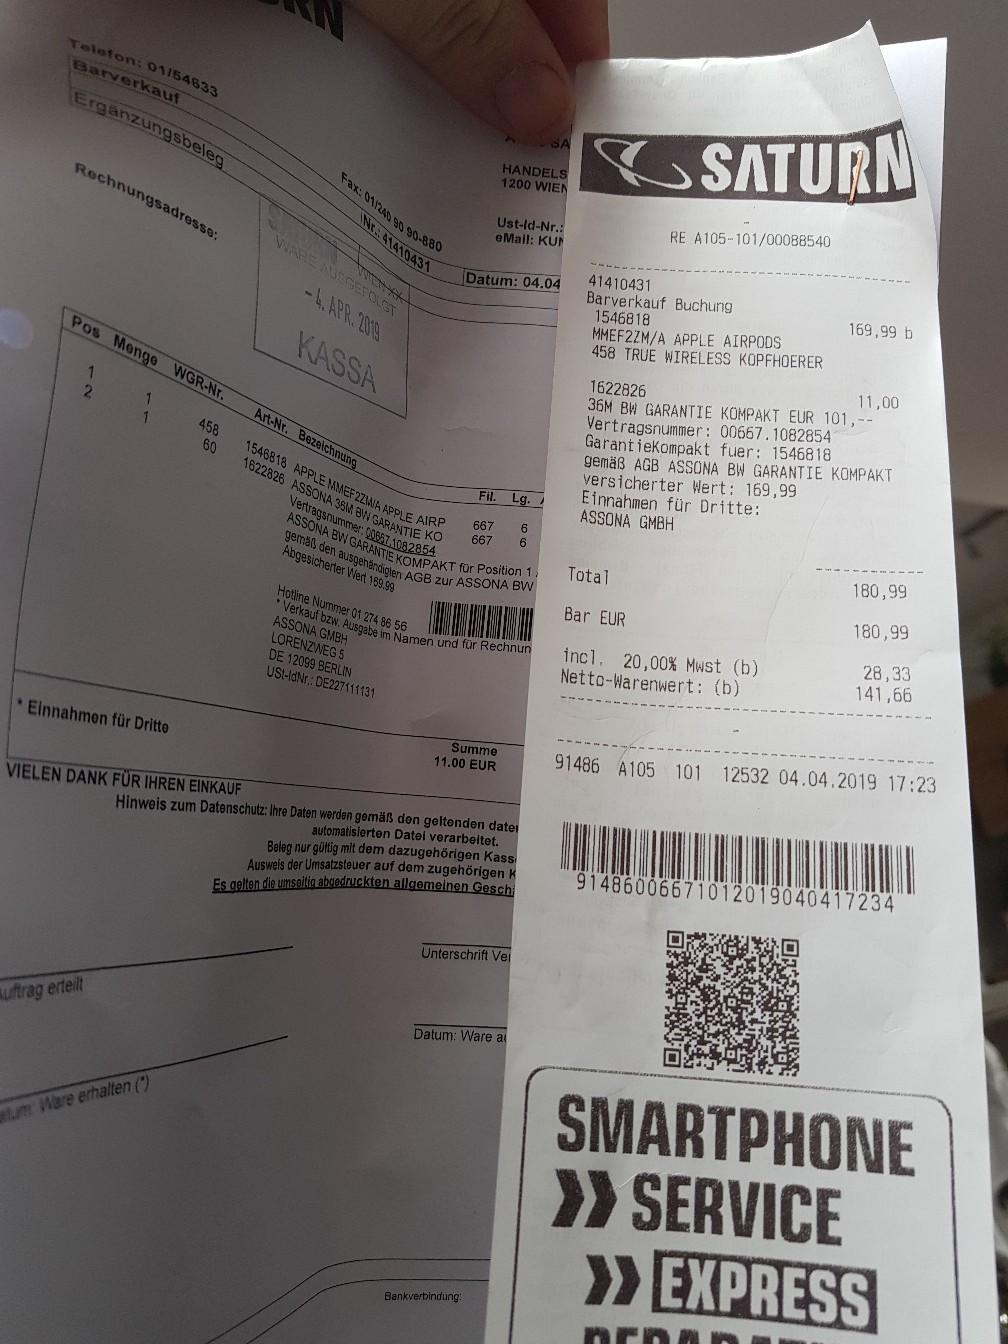 Telefon: 01/54633
Barverkauf
Ergänzungsbeleg
Fax: 01/240 90 90-880
Nr.: 41410431
HANDELS
1200 WIEN
Ust-Id-Nr.:
eMail: KUN
Datum: 04.04
Rechnungsadresse:
SATURN
WIEN XX
WARE AUSGEFOLGT
-4. APR. 2019
KASSA
Pos Menge WGR-Nr. Art-Nr. Bezeichnung Fil. Lg.
1 1 458 1546818 APPLE MMEF2ZM/A APPLE AIRP 667 6
2 1 60 1622826 ASSONA 36M BW GARANTIE KO 667 6
Vertragsnummer: 00667.1082854
ASSONA BW GARANTIE KOMPAKT für Position 1
gemäß den ausgehändigten AGB zur ASSONA BW
Abgesicherter Wert 169.99
Hotline Nummer 01 274 86 56
* Verkauf bzw. Ausgabe im Namen und für Rechnun
ASSONA GMBH
LORENZWEG 5
DE 12099 BERLIN
USt-IdNr.: DE227111131
* Einnahmen für Dritte
Summe
11.00 EUR
VIELEN DANK FÜR IHREN EINKAUF
Hinweis zum Datenschutz: Ihre Daten werden gemäß den geltenden daten
automatisierten Datei verarbeitet.
Beleg nur gültig mit dem dazugehörigen Kass
Ausweis der Umsatzsteuer auf dem zugehörigen K
Es gelten die umseitig abgedruckten allgemeinen Geschä
Unterschrift Ve
Auftrag erteilt
Datum: Ware au
atum: Ware erhalten (*)
Bankverbindung:
SATURN
RE A105-101/00088540
41410431
Barverkauf Buchung
1546818 169,99 b
MMEF2ZM/A APPLE AIRPODS
458 TRUE WIRELESS KOPFHOERER
1622826 11,00
36M BW GARANTIE KOMPAKT EUR 101,--
Vertragsnummer: 00667.1082854
GarantieKompakt fuer: 1546818
gemäß AGB ASSONA BW GARANTIE KOMPAKT
versicherter Wert: 169,99
Einnahmen für Dritte:
ASSONA GMBH
Total 180,99
Bar EUR 180,99
incl. 20,00% Mwst (b) 28,33
Netto-Warenwert: (b) 141,66
91486 A105 101 12532 04.04.2019 17:23
91486006671012019040417234
SMARTPHONE
SERVICE
EXPRESS